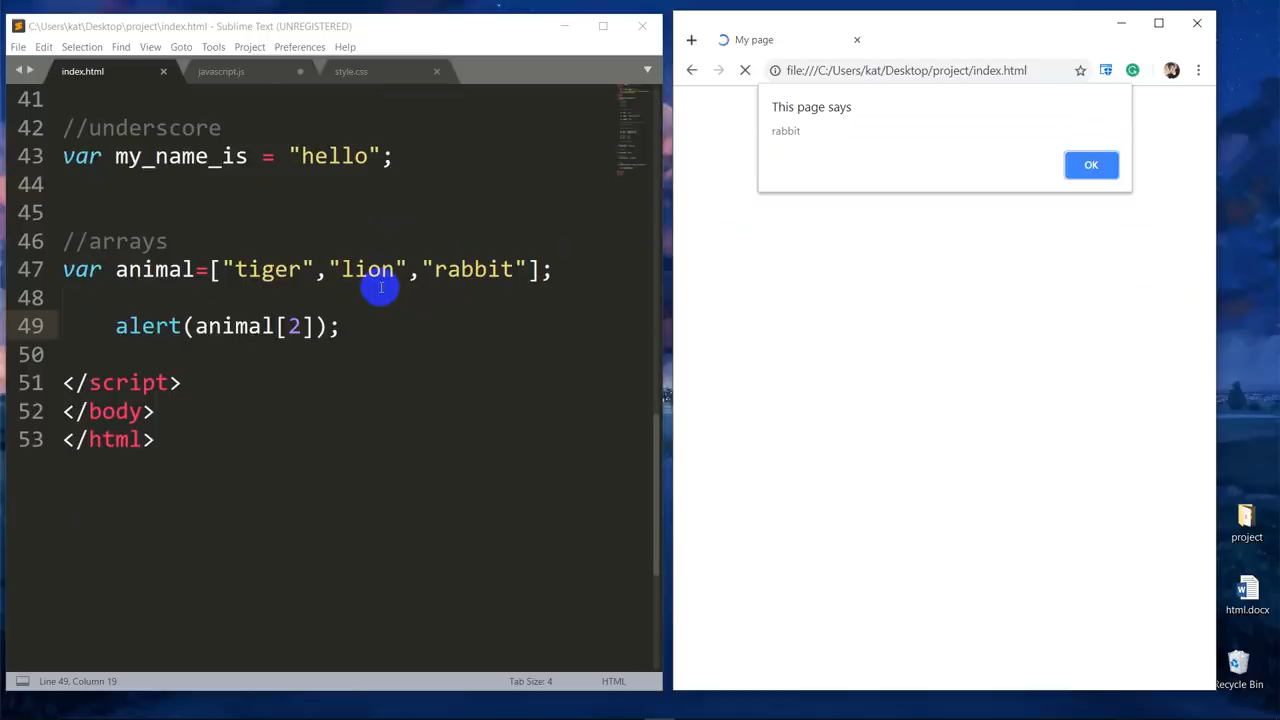 C:\Users\kat\Desktop\project\index.html - Sublime Text (UNREGISTERED)
File Edit Selection Find View Goto Tools Project Preferences Help
index.html javascript.js style.css
41
42 //underscore
43 var my_name_is = "hello";
44
45
46 //arrays
47 var animal=["tiger","lion","rabbit"];
48
49 alert(animal[2]);
50
51 </script>
52 </body>
53 </html>
Line 49, Column 19 Tab Size: 4 HTML
My page
file:///C:/Users/kat/Desktop/project/index.html
This page says
rabbit
OK
project
html.docx
Recycle Bin